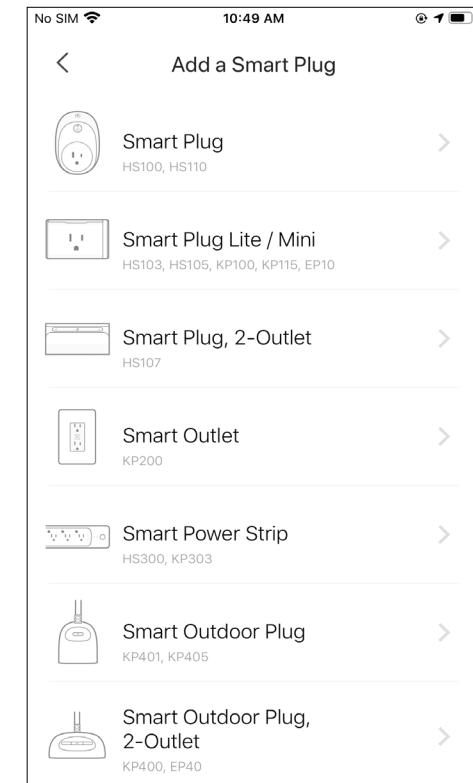 No SIM 10:49 AM
Add a Smart Plug
Smart Plug
HS100, HS110
Smart Plug Lite / Mini
HS103, HS105, KP100, KP115, EP10
Smart Plug, 2-Outlet
HS107
Smart Outlet
KP200
Smart Power Strip
HS300, KP303
Smart Outdoor Plug
KP401, KP405
Smart Outdoor Plug,
2-Outlet
KP400, EP40